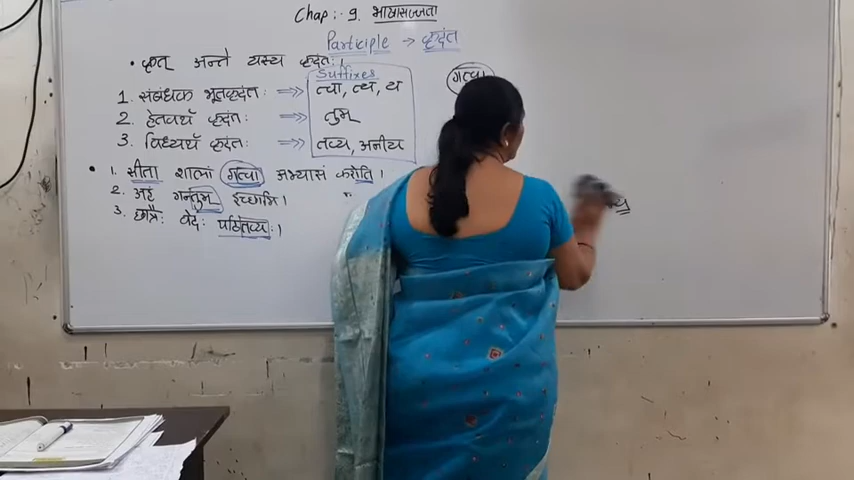 Chap :- 9. भाषासज्जता
Participle → कृदंत
• कृत् अन्ते यस्य कृदंत: ।
Suffixes
1. संबंधक भूतकृदंत: ⇒ त्वा, त्य, य
2. हेत्वर्थ कृदंत: ⇒ तुम्
3. विध्यर्थ कृदंत: ⇒ तव्य, अनीय
गत्वा
• 1. सीता शालां गत्वा अभ्यासं करोति ।
2. अहं गन्तुम् इच्छामि ।
3. छात्रै: वेद: पठितव्य: ।